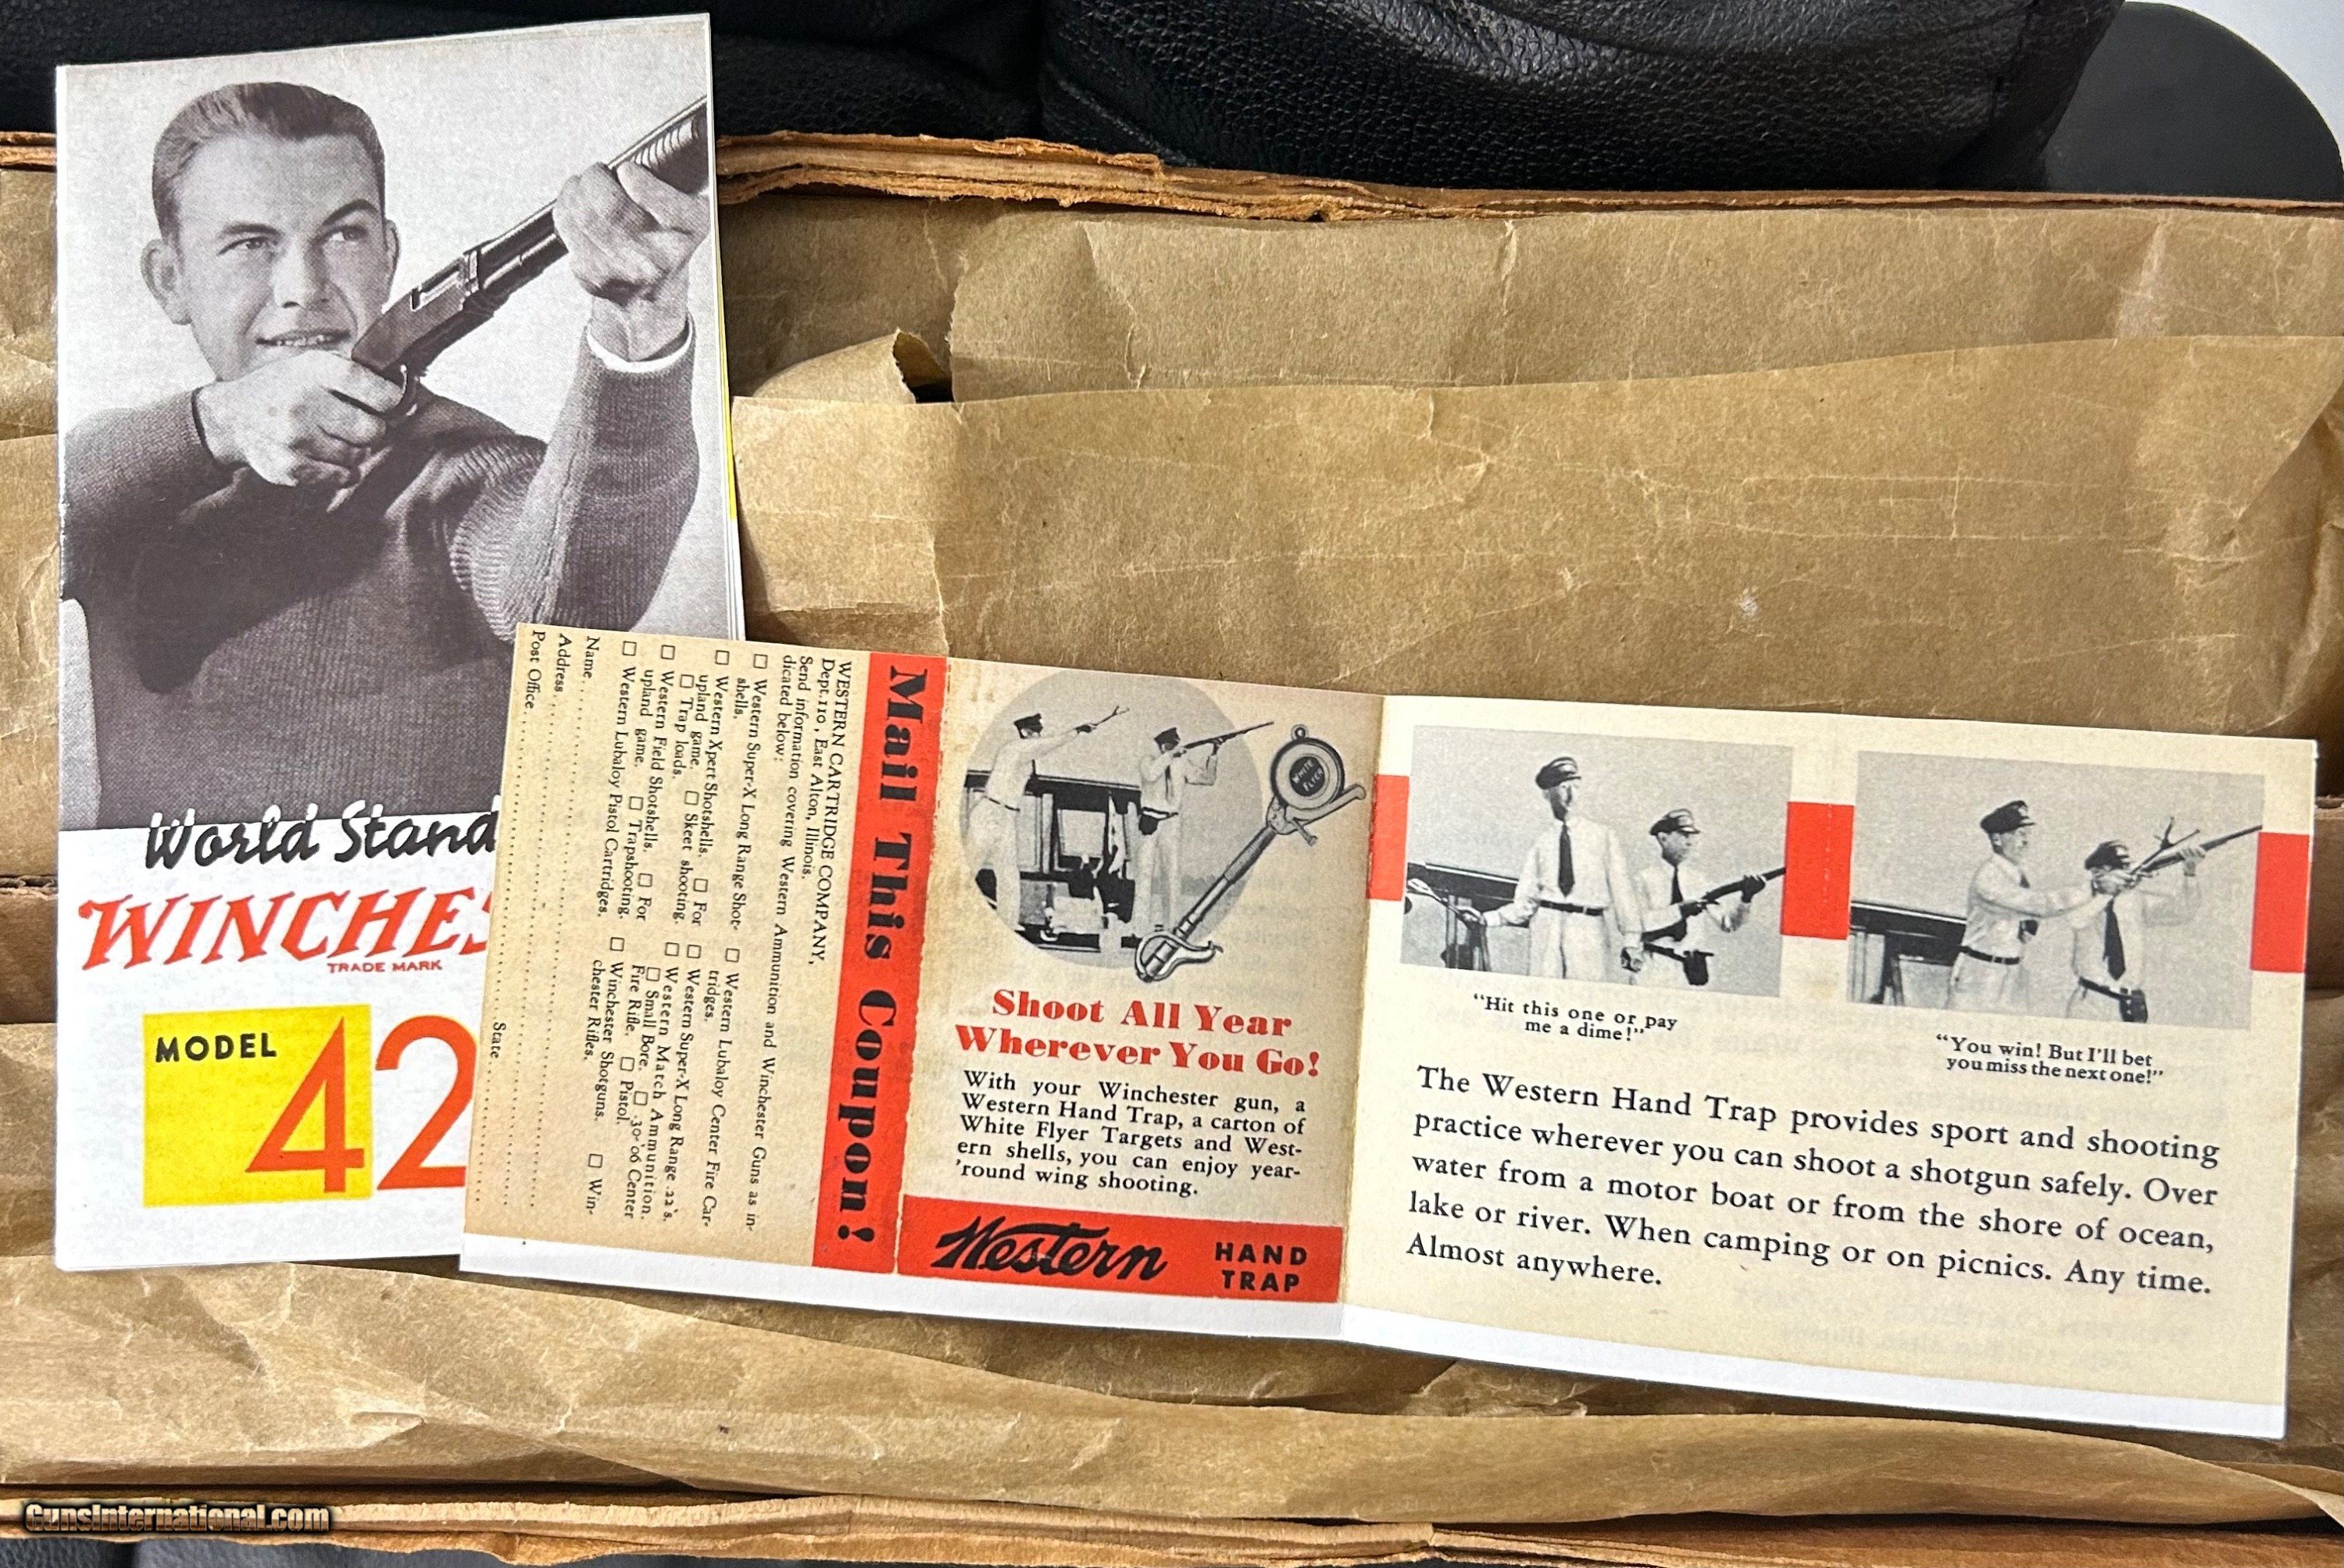 World Stand
WINCHES
TRADE MARK
MODEL
42
Mail This Coupon!
WESTERN CARTRIDGE COMPANY,
Dept. 110, East Alton, Illinois.
Send information covering Western Ammunition and Winchester Guns as in-
dicated below:
☐ Western Super-X Long Range Shot-
shells.
☐ Western Xpert Shotshells. ☐ For
upland game. ☐ Skeet shooting.
☐ Trap loads.
☐ Western Field Shotshells. ☐ For
upland game. ☐ Trapshooting.
☐ Western Lubaloy Pistol Cartridges.
☐ Western Lubaloy Center Fire Car-
tridges.
☐ Western Super-X Long Range .22's.
☐ Western Match Ammunition.
☐ Small Bore. ☐ .30-'06 Center
Fire Rifle. ☐ Pistol.
☐ Winchester Shotguns. ☐ Win-
chester Rifles.
Name
Address
Post Office State
WHITE
FLYER
Shoot All Year
Wherever You Go!
With your Winchester gun, a
Western Hand Trap, a carton of
White Flyer Targets and West-
ern shells, you can enjoy year-
'round wing shooting.
Western HAND
TRAP
"Hit this one or pay
me a dime!"
"You win! But I'll bet
you miss the next one!"
The Western Hand Trap provides sport and shooting
practice wherever you can shoot a shotgun safely. Over
water from a motor boat or from the shore of ocean,
lake or river. When camping or on picnics. Any time.
Almost anywhere.
GunsInternational.com